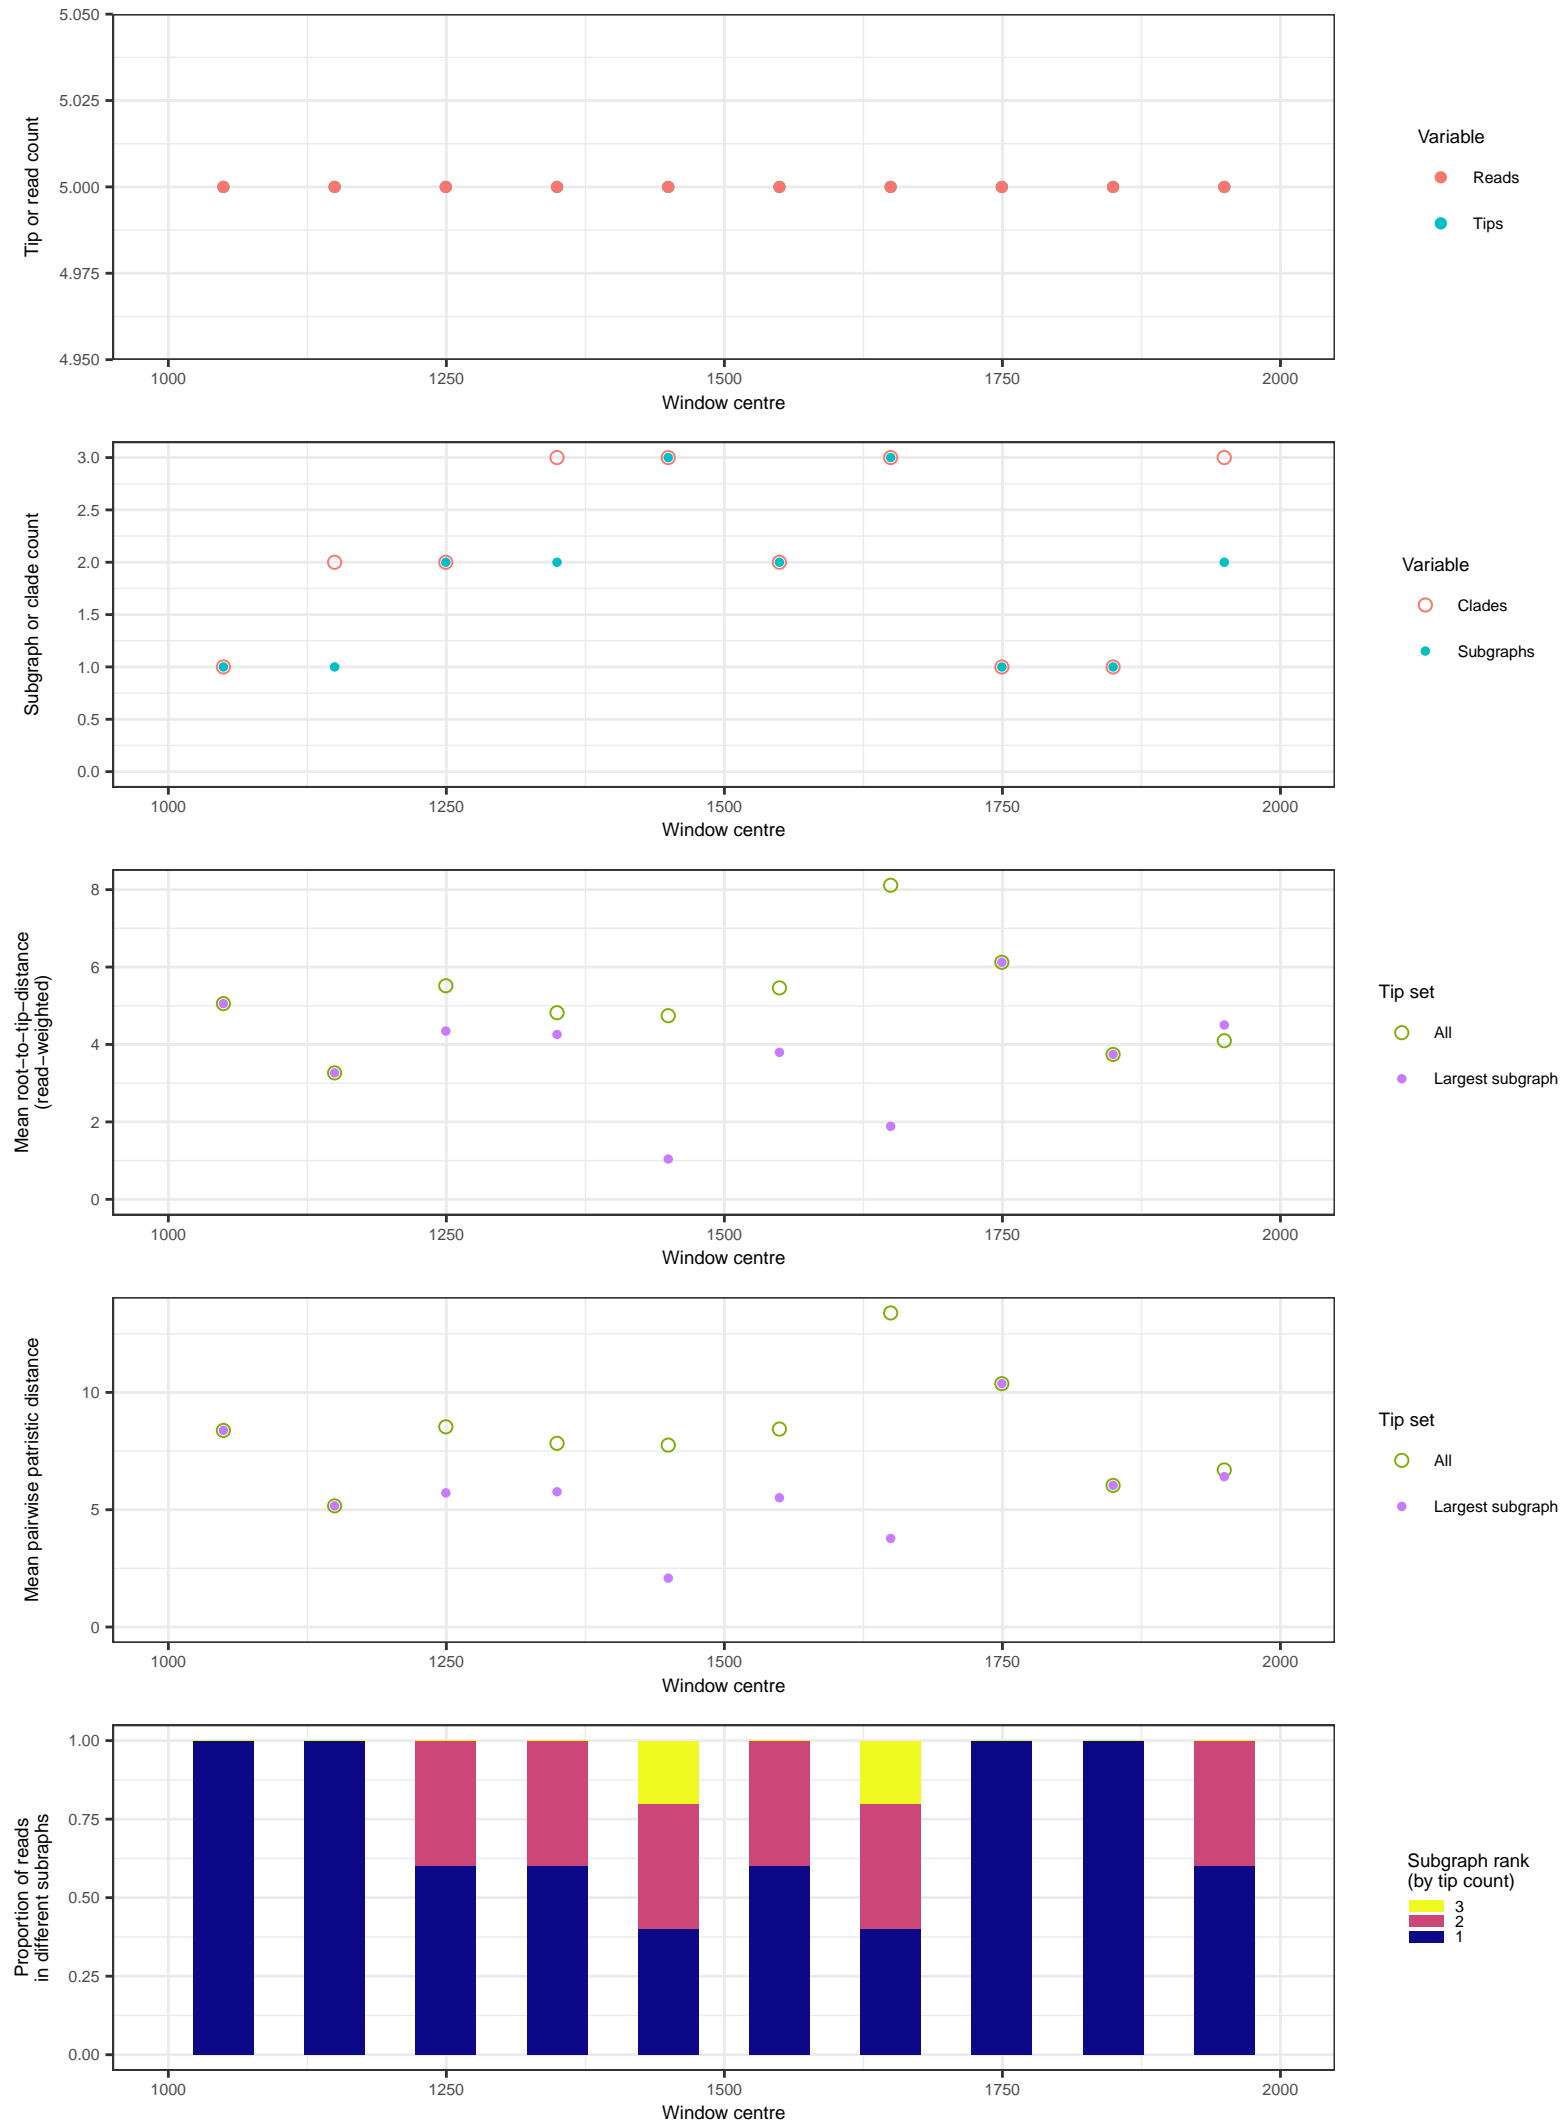 5.050
5.025
5.000
4.975
4.950
Tip or read count
1000 1250 1500 1750 2000
Window centre
Variable
Reads
Tips
3.0
2.5
2.0
1.5
1.0
0.5
0.0
Subgraph or clade count
1000 1250 1500 1750 2000
Window centre
Variable
Clades
Subgraphs
8
6
4
2
0
Mean root−to−tip−distance
(read−weighted)
1000 1250 1500 1750 2000
Window centre
Tip set
All
Largest subgraph
10
5
0
Mean pairwise patristic distance
1000 1250 1500 1750 2000
Window centre
Tip set
All
Largest subgraph
1.00
0.75
0.50
0.25
0.00
Proportion of reads
in different subraphs
1000 1250 1500 1750 2000
Window centre
Subgraph rank
(by tip count)
3
2
1